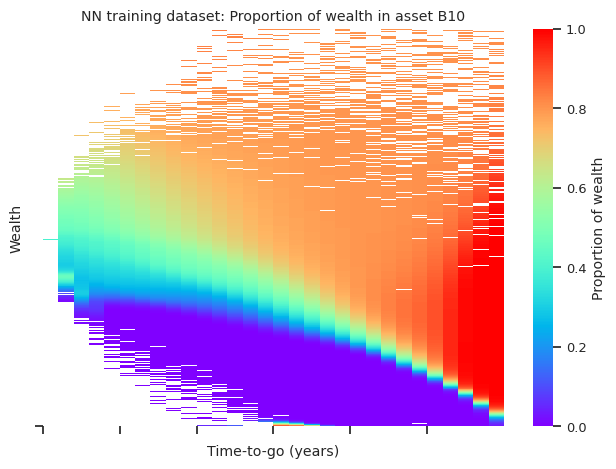 NN training dataset: Proportion of wealth in asset B10
Wealth
Time-to-go (years)
1.0
0.8
0.6
0.4
0.2
0.0
Proportion of wealth